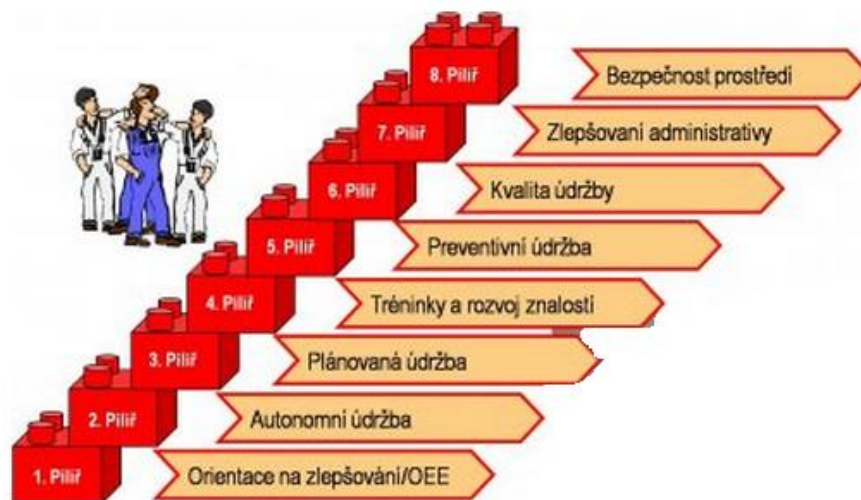 8. Pilíř
Bezpečnost prostředí
7. Pilíř
Zlepšovaní administrativy
6. Pilíř
Kvalita údržby
5. Pilíř
Preventivní údržba
4. Pilíř
Tréninky a rozvoj znalostí
3. Pilíř
Plánovaná údržba
2. Pilíř
Autonomní údržba
1. Pilíř
Orientace na zlepšování/OEE